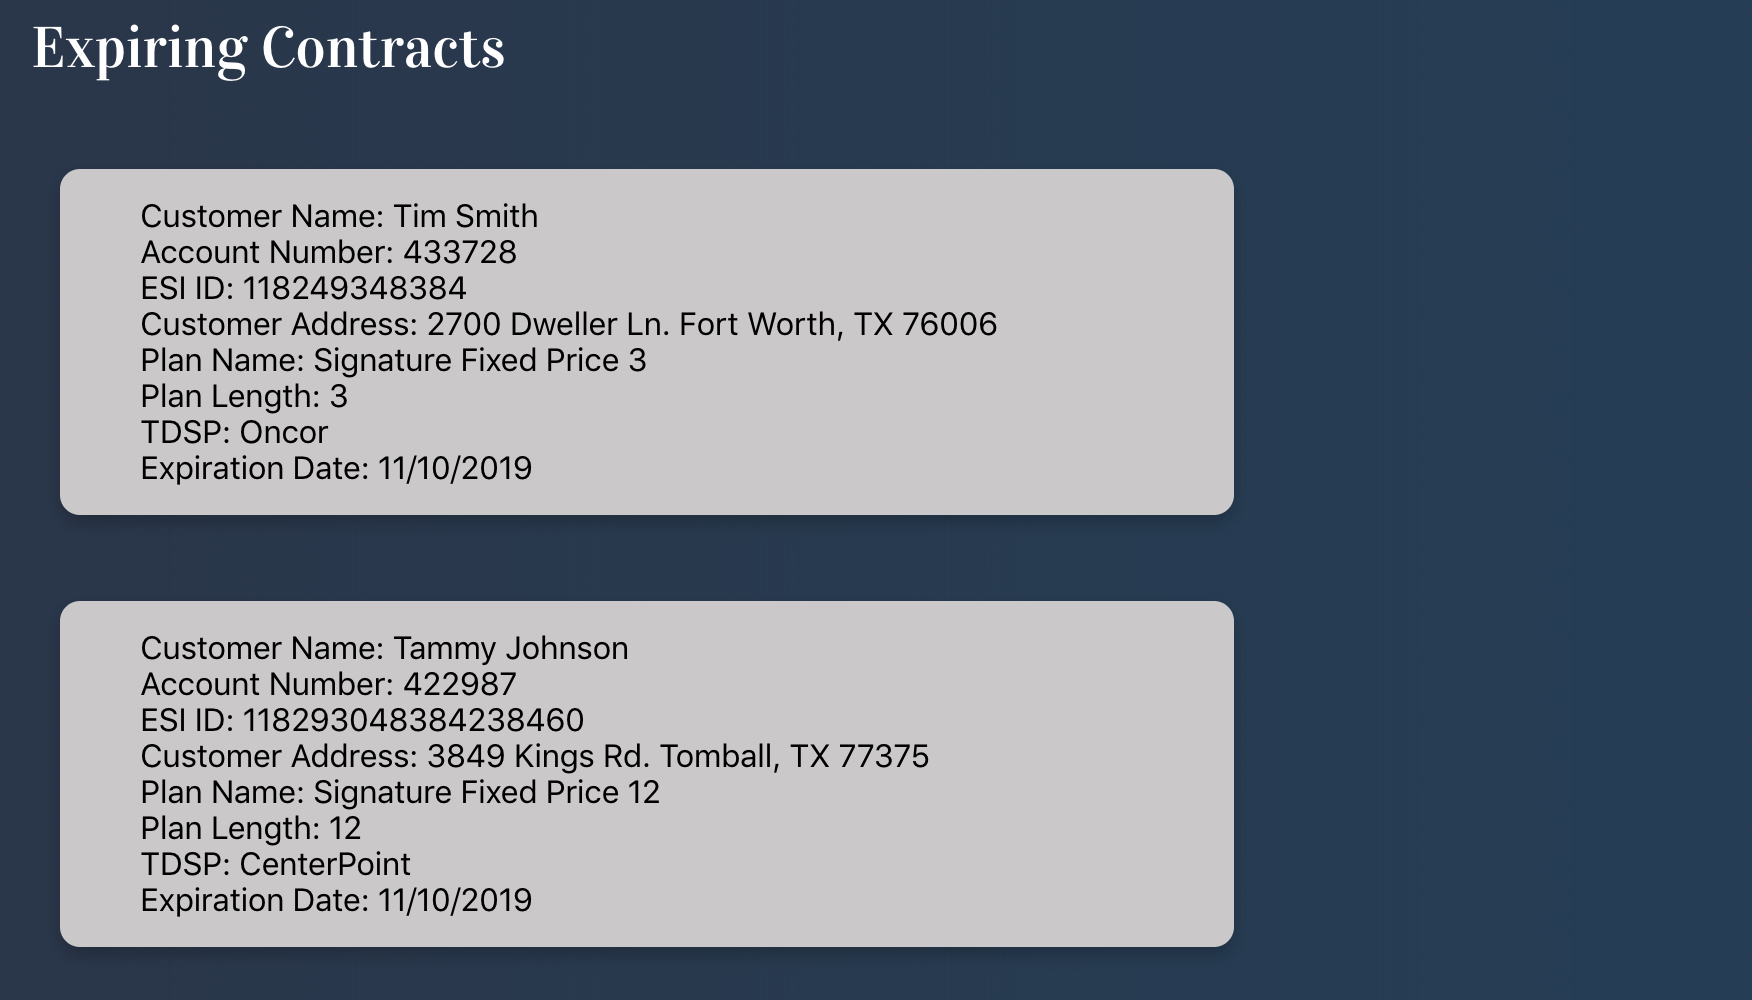 Expiring Contracts
Customer Name: Tim Smith
Account Number: 433728
ESI ID: 118249348384
Customer Address: 2700 Dweller Ln. Fort Worth, TX 76006
Plan Name: Signature Fixed Price 3
Plan Length: 3
TDSP: Oncor
Expiration Date: 11/10/2019
Customer Name: Tammy Johnson
Account Number: 422987
ESI ID: 118293048384238460
Customer Address: 3849 Kings Rd. Tomball, TX 77375
Plan Name: Signature Fixed Price 12
Plan Length: 12
TDSP: CenterPoint
Expiration Date: 11/10/2019